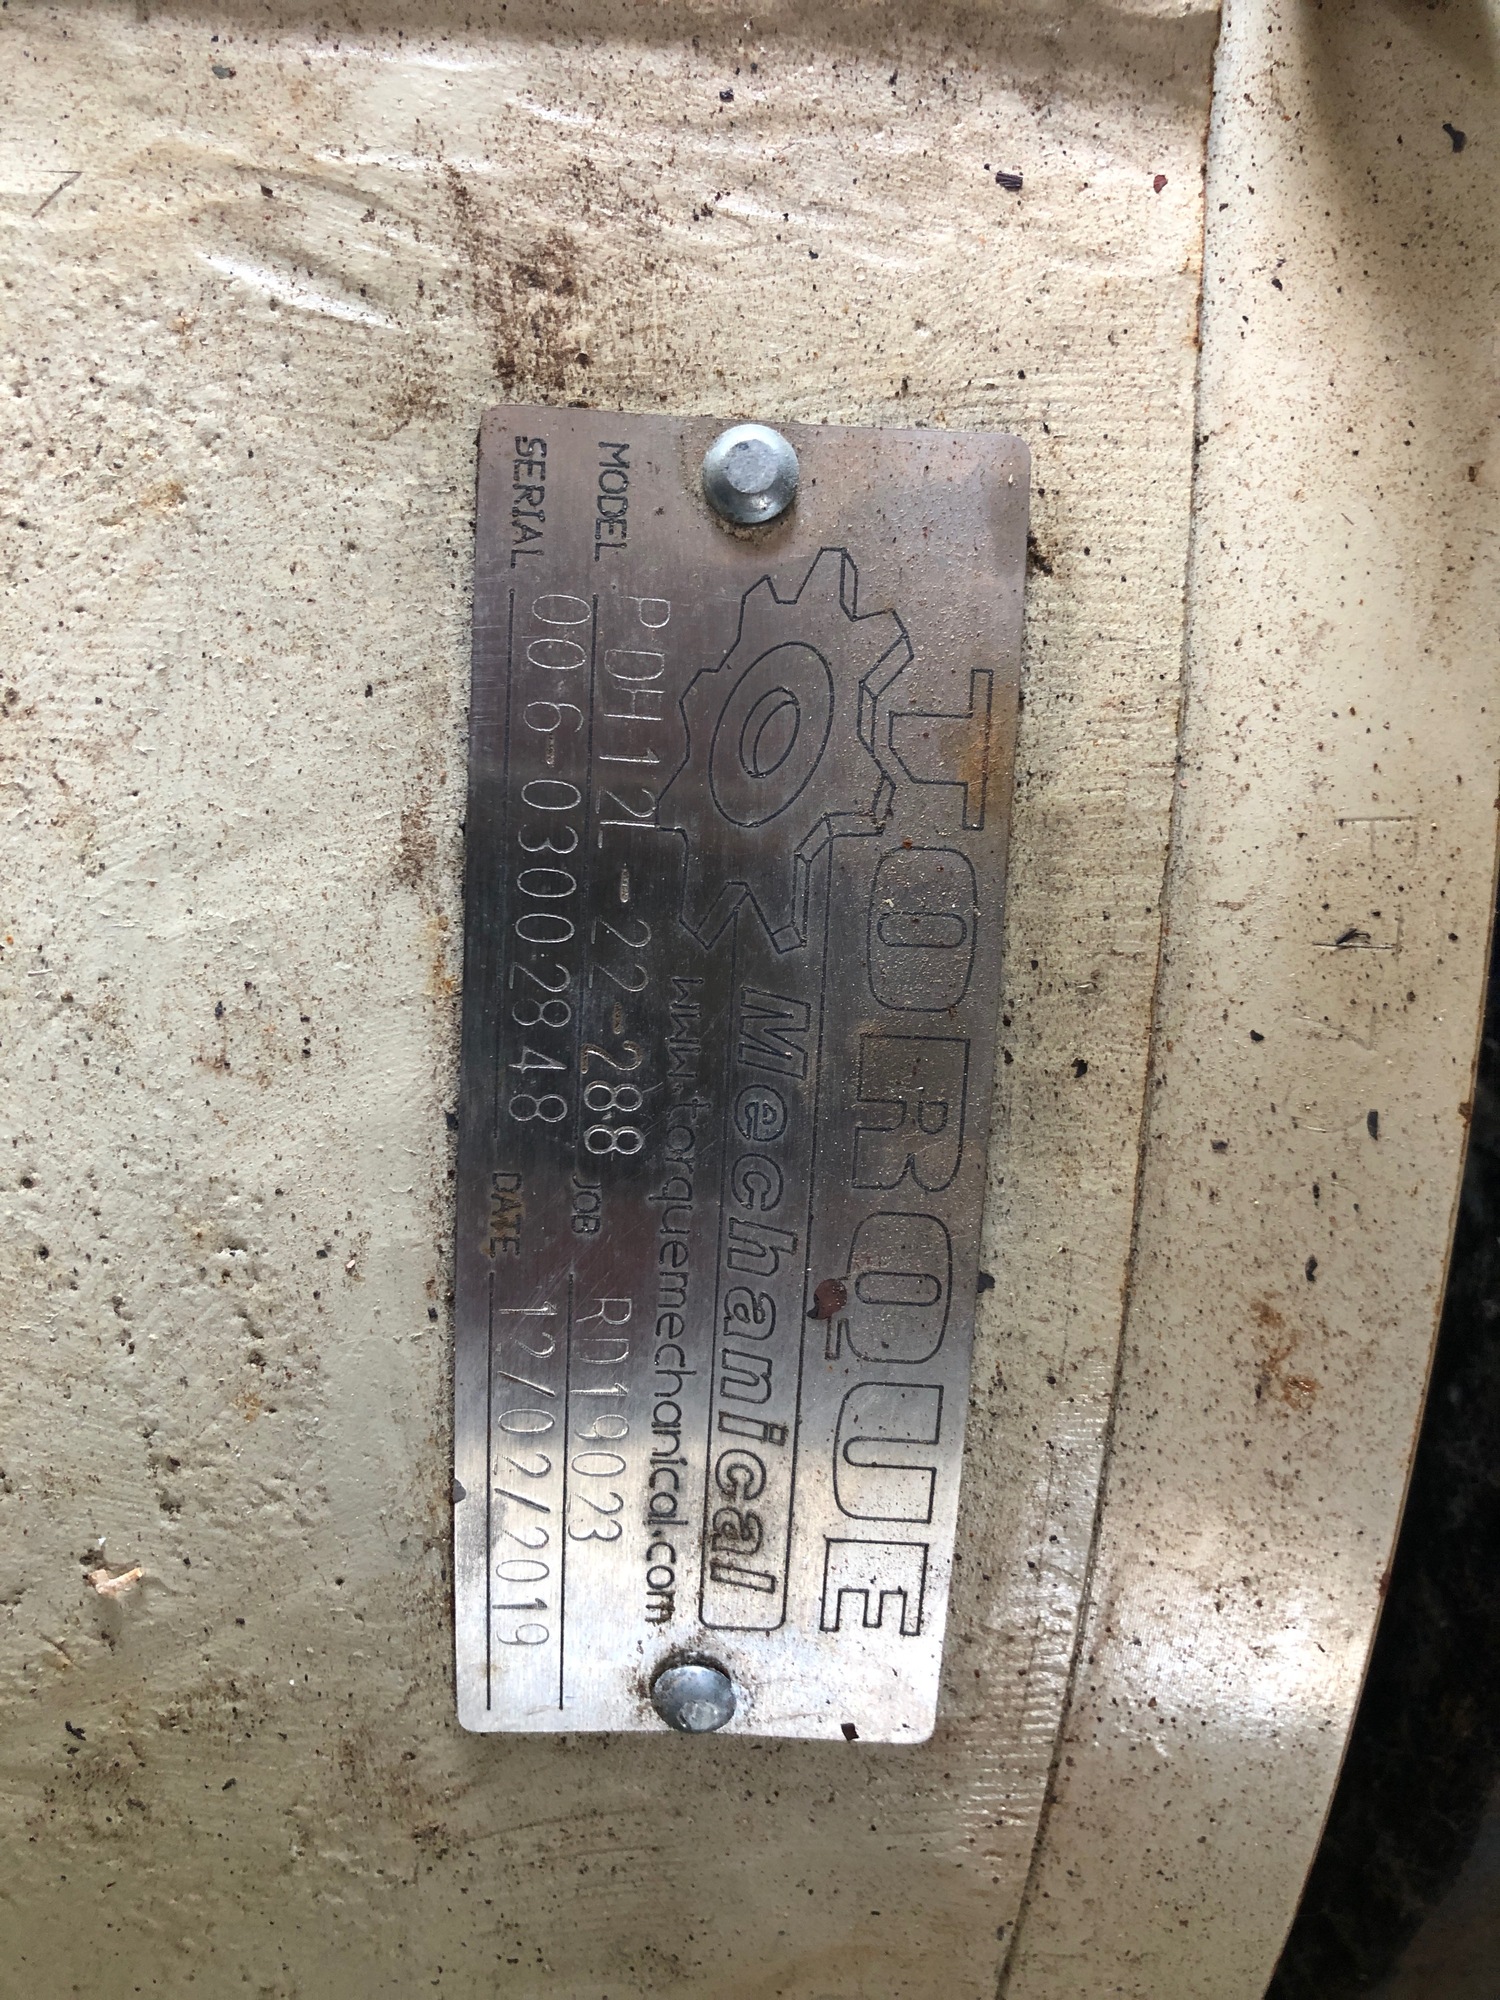 TORQUE
Mechanical
www.torquemechanical.com
MODEL PDH12L-22-288 JOB RD19023
SERIAL 006-03002848 DATE 12/02/2019